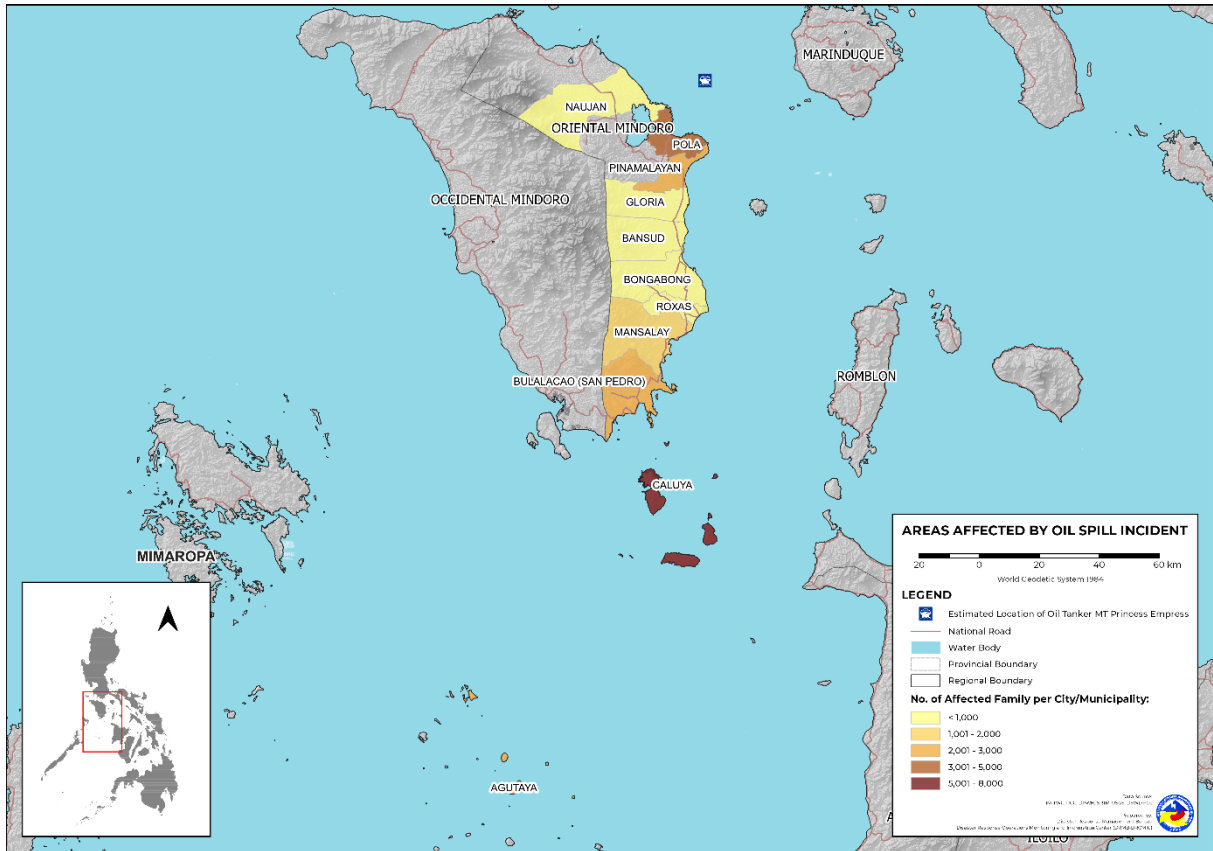 MARINDUQUE
NAUJAN
ORIENTAL MINDORO
POLA
PINAMALAYAN
OCCIDENTAL MINDORO
GLORIA
BANSUD
BONGABONG
ROXAS
MANSALAY
BULALACAO (SAN PEDRO)
ROMBLON
CALUYA
MIMAROPA
AGUTAYA
AREAS AFFECTED BY OIL SPILL INCIDENT
20 0 20 40 60 km
World Geodetic System 1984
LEGEND
Estimated Location of Oil Tanker MT Princess Empress
National Road
Water Body
Provincial Boundary
Regional Boundary
No. of Affected Family per City/Municipality:
< 1,000
1,001 - 2,000
2,001 - 3,000
3,001 - 5,000
5,001 - 8,000